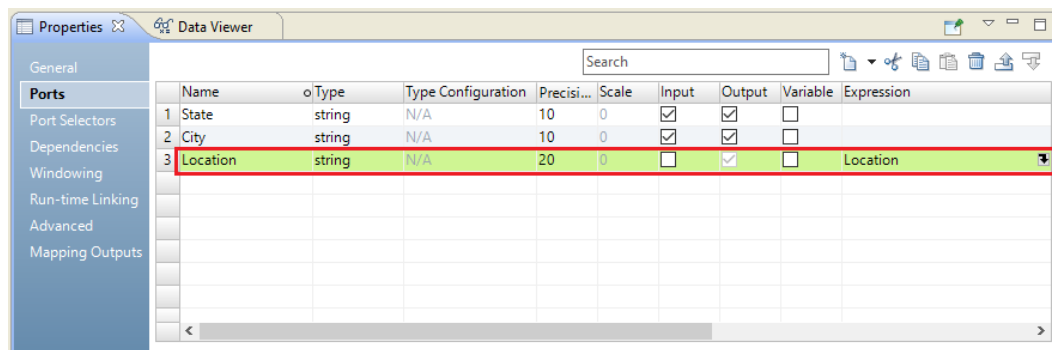 Properties Data Viewer
Search
General
Ports
Port Selectors
Dependencies
Windowing
Run-time Linking
Advanced
Mapping Outputs
Name Type Type Configuration Precisi... Scale Input Output Variable Expression
1 State string N/A 10 0
2 City string N/A 10 0
3 Location string N/A 20 0 Location